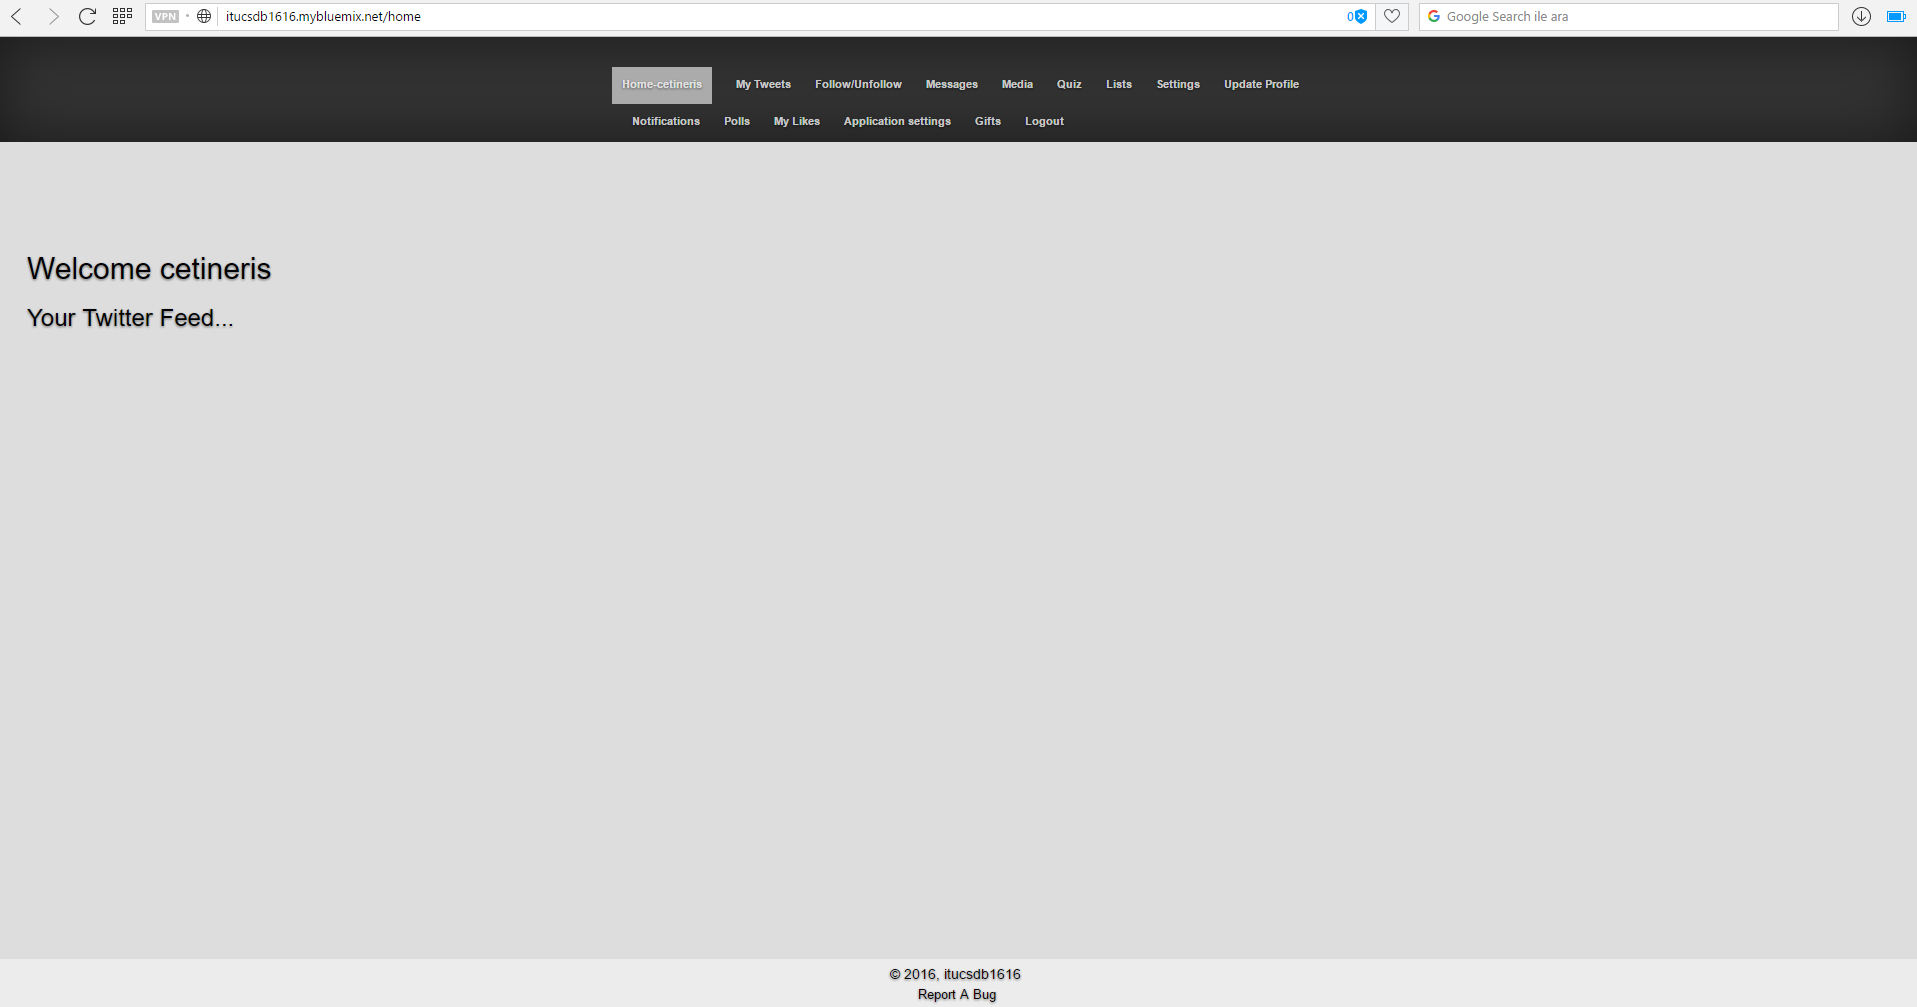 VPN itucsdb1616.mybluemix.net/home 0 Google Search ile ara
Home-cetineris My Tweets Follow/Unfollow Messages Media Quiz Lists Settings Update Profile
Notifications Polls My Likes Application settings Gifts Logout
Welcome cetineris
Your Twitter Feed...
© 2016, itucsdb1616
Report A Bug